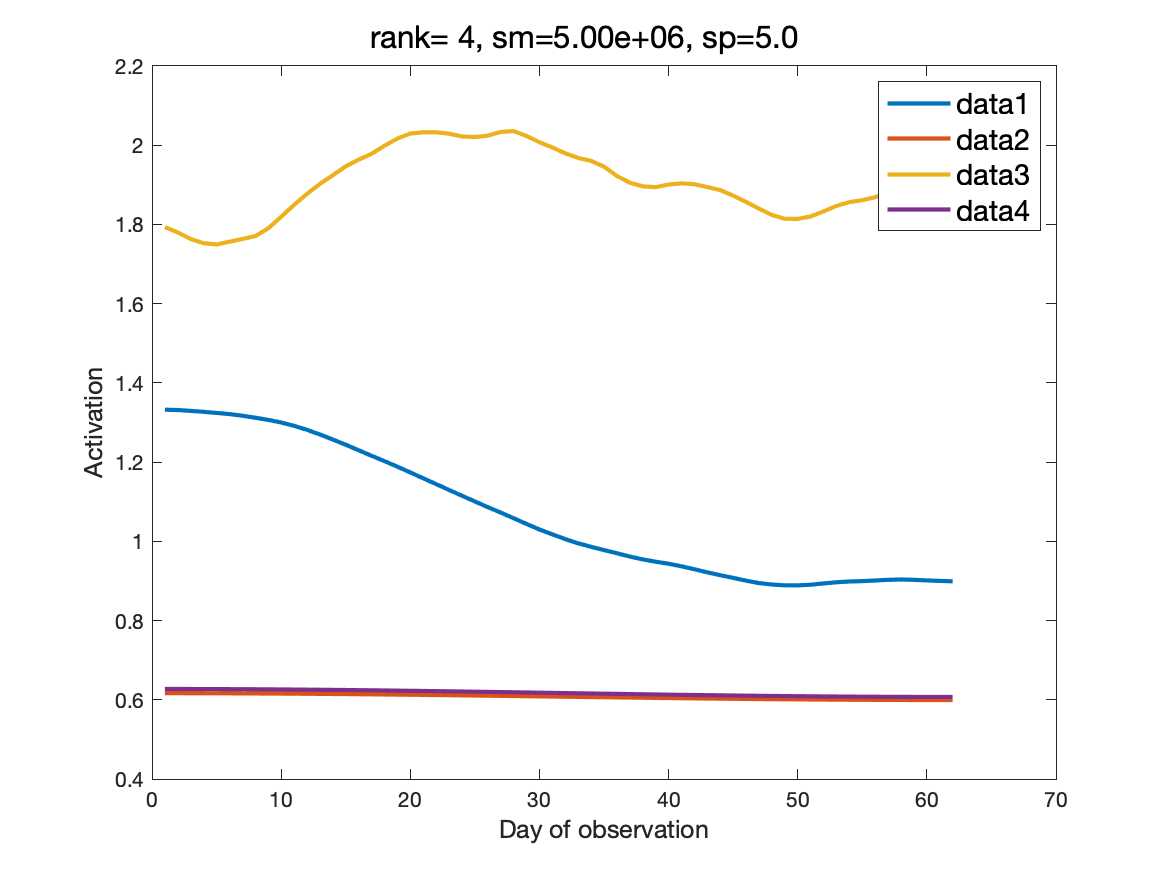 rank= 4, sm=5.00e+06, sp=5.0
2.2
2
1.8
1.6
1.4
1.2
1
0.8
0.6
0.4
Activation
data1
data2
data3
data4
0 10 20 30 40 50 60 70
Day of observation